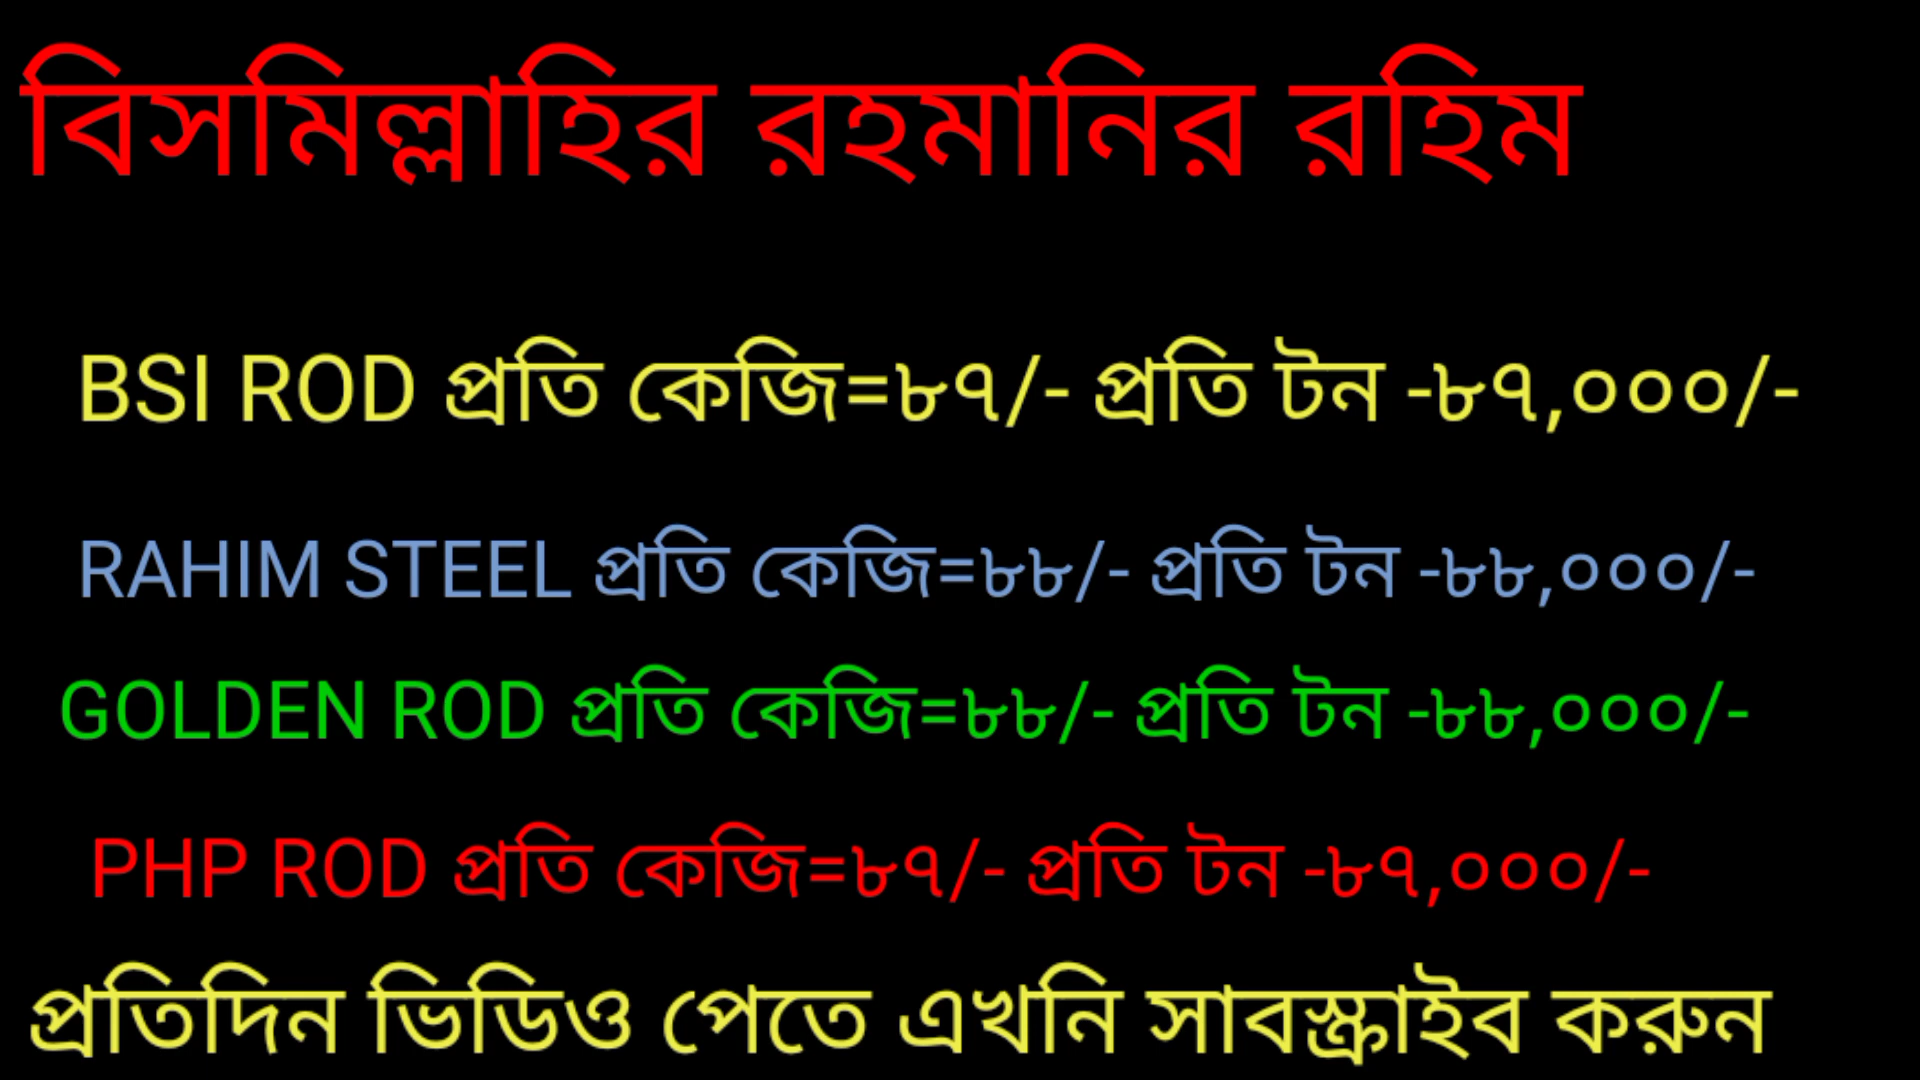 বিসমিল্লাহির রহমানির রহিম
BSI ROD প্রতি কেজি=৮৭/- প্রতি টন -৮৭,০০০/-
RAHIM STEEL প্রতি কেজি=৮৮/- প্রতি টন -৮৮,০০০/-
GOLDEN ROD প্রতি কেজি=৮৮/- প্রতি টন -৮৮,০০০/-
PHP ROD প্রতি কেজি=৮৭/- প্রতি টন -৮৭,০০০/-
প্রতিদিন ভিডিও পেতে এখনি সাবস্ক্রাইব করুন